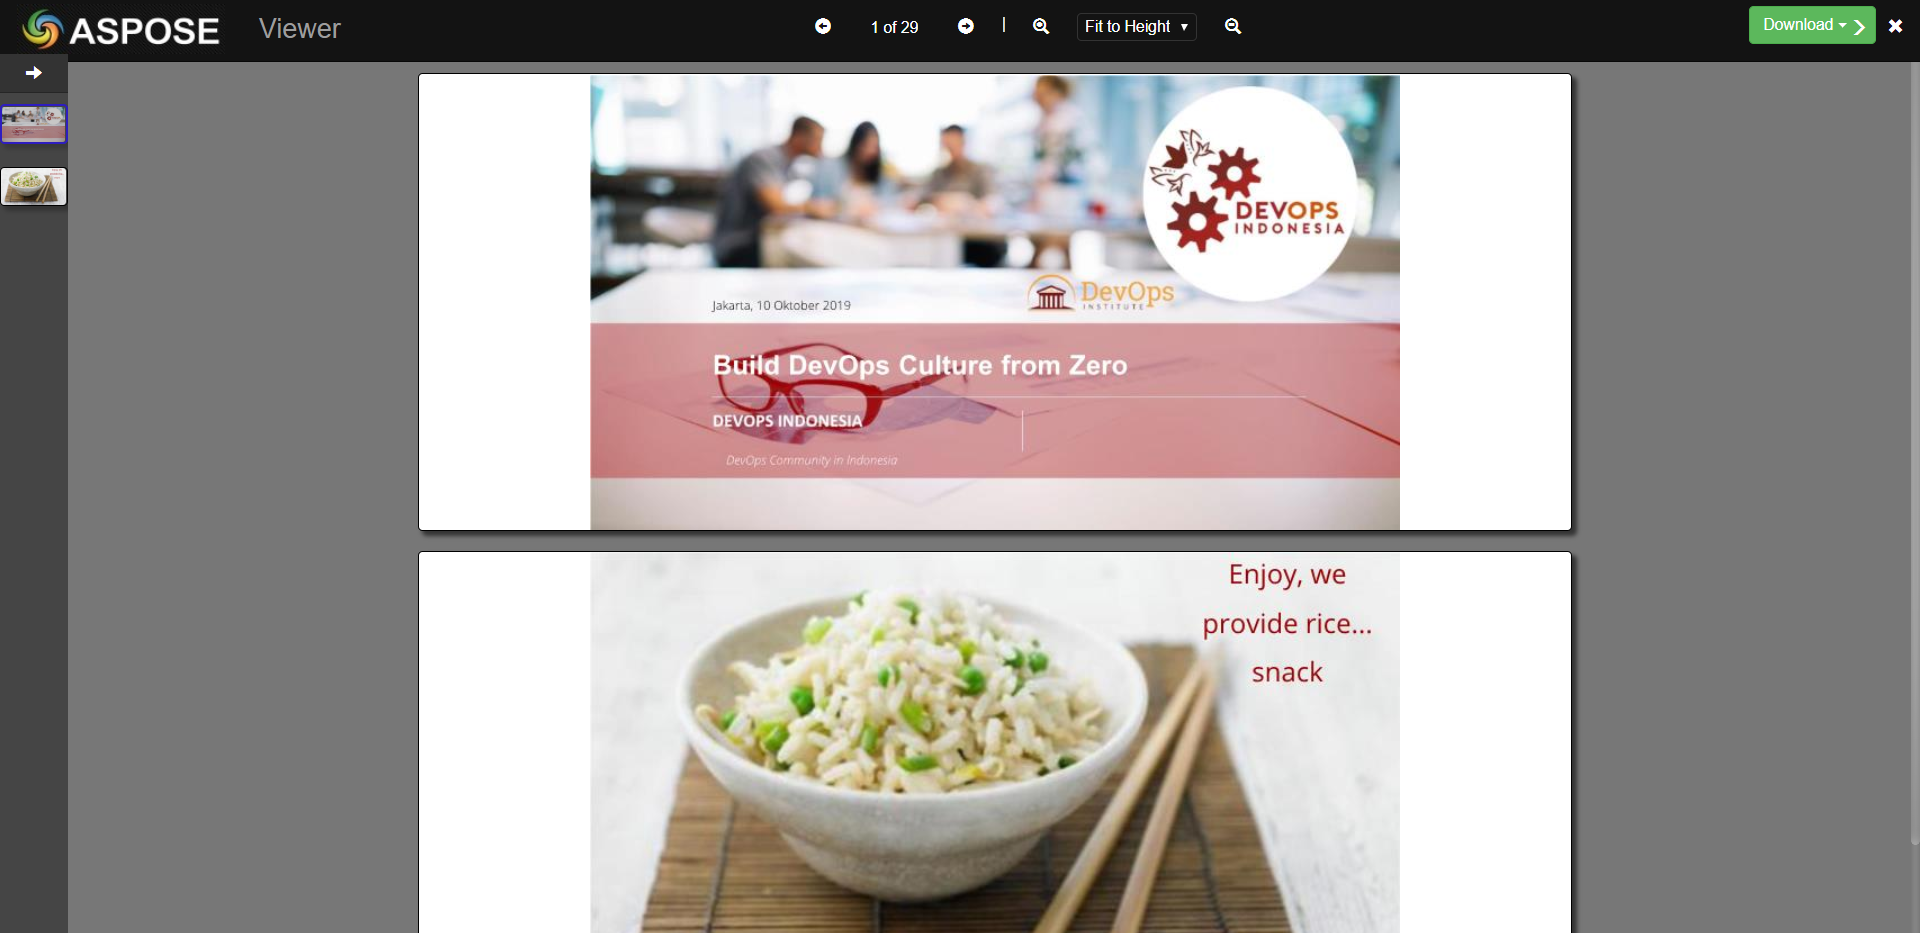 ASPOSE Viewer
1 of 29
Fit to Height
Download
DEVOPS
INDONESIA
DevOps
INSTITUTE
Jakarta, 10 Oktober 2019
Build DevOps Culture from Zero
DEVOPS INDONESIA
DevOps Community in Indonesia
Enjoy, we
provide rice...
snack